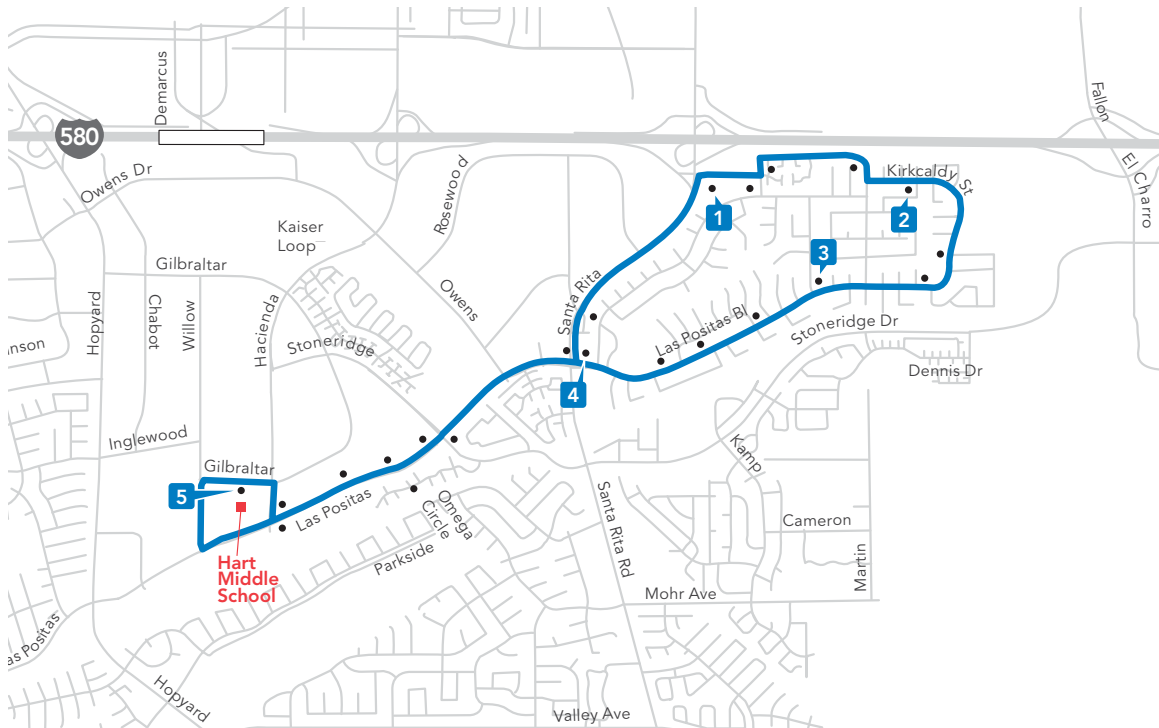 Demarcus
580
Fallon
El Charro
Owens Dr
Rosewood
Kirkcaldy St
1
2
Kaiser
Loop
3
Gilbraltar
Hopyard
Chabot
Willow
Hacienda
Owens
Santa Rita
Las Positas Bl
Stoneridge Dr
nson
Stoneridge
Dennis Dr
4
Inglewood
Kamp
Gilbraltar
5
Las Positas
Omega
Circle
Santa Rita Rd
Cameron
Martin
Parkside
Hart
Middle
School
Mohr Ave
as Positas
Hopyard
Valley Ave